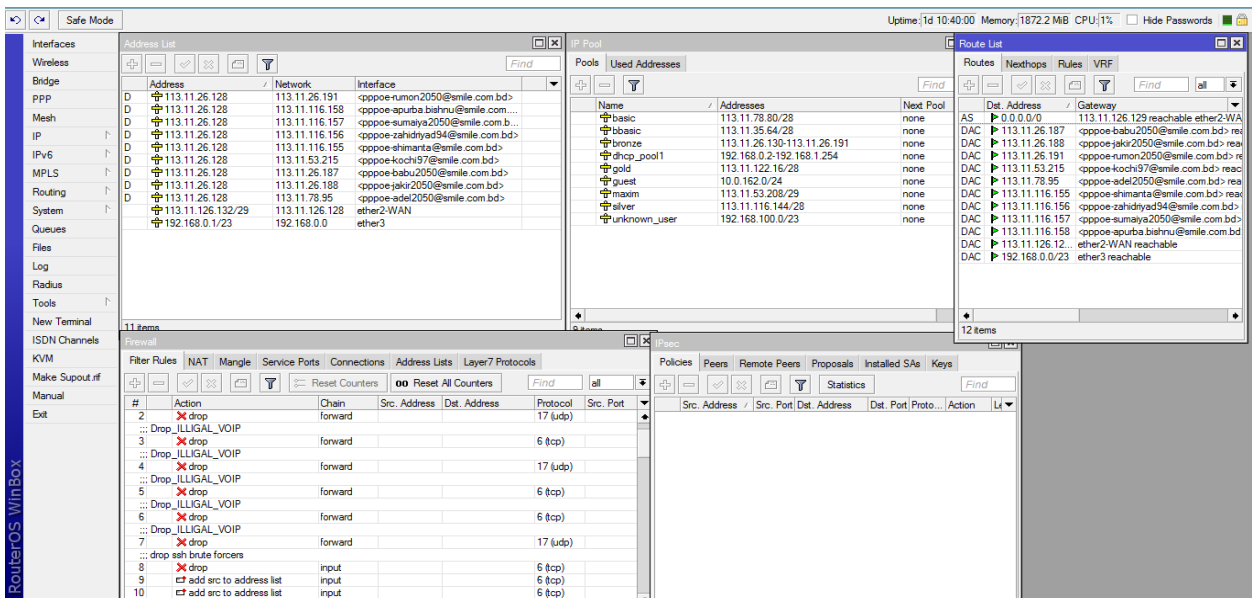 Safe Mode
Uptime: 1d 10:40:00 Memory: 1872.2 MiB CPU: 1% Hide Passwords
RouterOS WinBox
Interfaces
Wireless
Bridge
PPP
Mesh
IP
IPv6
MPLS
Routing
System
Queues
Files
Log
Radius
Tools
New Terminal
ISDN Channels
KVM
Make Supout.rif
Manual
Exit
Address List
Find
Address / Network Interface
D 113.11.26.128 113.11.26.191 <pppoe-rumon2050@smile.com.bd>
D 113.11.26.128 113.11.116.158 <pppoe-apurba.bishnu@smile.com....
D 113.11.26.128 113.11.116.157 <pppoe-sumaiya2050@smile.com.b...
D 113.11.26.128 113.11.116.156 <pppoe-zahidriyad94@smile.com.bd>
D 113.11.26.128 113.11.116.155 <pppoe-shimanta@smile.com.bd>
D 113.11.26.128 113.11.53.215 <pppoe-kochi97@smile.com.bd>
D 113.11.26.128 113.11.26.187 <pppoe-babu2050@smile.com.bd>
D 113.11.26.128 113.11.26.188 <pppoe-jakir2050@smile.com.bd>
D 113.11.26.128 113.11.78.95 <pppoe-adel2050@smile.com.bd>
113.11.126.132/29 113.11.126.128 ether2-WAN
192.168.0.1/23 192.168.0.0 ether3
11 items
IP Pool
Pools Used Addresses
Find
Name / Addresses Next Pool
basic 113.11.78.80/28 none
bbasic 113.11.35.64/28 none
bronze 113.11.26.130-113.11.26.191 none
dhcp_pool1 192.168.0.2-192.168.1.254 none
gold 113.11.122.16/28 none
guest 10.0.162.0/24 none
maxim 113.11.53.208/29 none
silver 113.11.116.144/28 none
unknown_user 192.168.100.0/23 none
9 items
Route List
Routes Nexthops Rules VRF
Find all
Dst. Address / Gateway
AS 0.0.0.0/0 113.11.126.129 reachable ether2-WA
DAC 113.11.26.187 <pppoe-babu2050@smile.com.bd> rea
DAC 113.11.26.188 <pppoe-jakir2050@smile.com.bd> rea
DAC 113.11.26.191 <pppoe-rumon2050@smile.com.bd> re
DAC 113.11.53.215 <pppoe-kochi97@smile.com.bd> reac
DAC 113.11.78.95 <pppoe-adel2050@smile.com.bd> rea
DAC 113.11.116.155 <pppoe-shimanta@smile.com.bd> reac
DAC 113.11.116.156 <pppoe-zahidriyad94@smile.com.bd>
DAC 113.11.116.157 <pppoe-sumaiya2050@smile.com.bd>
DAC 113.11.116.158 <pppoe-apurba.bishnu@smile.com.bd
DAC 113.11.126.12... ether2-WAN reachable
DAC 192.168.0.0/23 ether3 reachable
12 items
Firewall
Filter Rules NAT Mangle Service Ports Connections Address Lists Layer7 Protocols
Reset Counters 00 Reset All Counters Find all
# Action Chain Src. Address Dst. Address Protocol Src. Port
2 drop forward 17 (udp)
;;; Drop_ILLIGAL_VOIP
3 drop forward 6 (tcp)
;;; Drop_ILLIGAL_VOIP
4 drop forward 17 (udp)
;;; Drop_ILLIGAL_VOIP
5 drop forward 6 (tcp)
;;; Drop_ILLIGAL_VOIP
6 drop forward 6 (tcp)
;;; Drop_ILLIGAL_VOIP
7 drop forward 17 (udp)
;;; drop ssh brute forcers
8 drop input 6 (tcp)
9 add src to address list input 6 (tcp)
10 add src to address list input 6 (tcp)
IPsec
Policies Peers Remote Peers Proposals Installed SAs Keys
Statistics Find
Src. Address / Src. Port Dst. Address Dst. Port Proto... Action